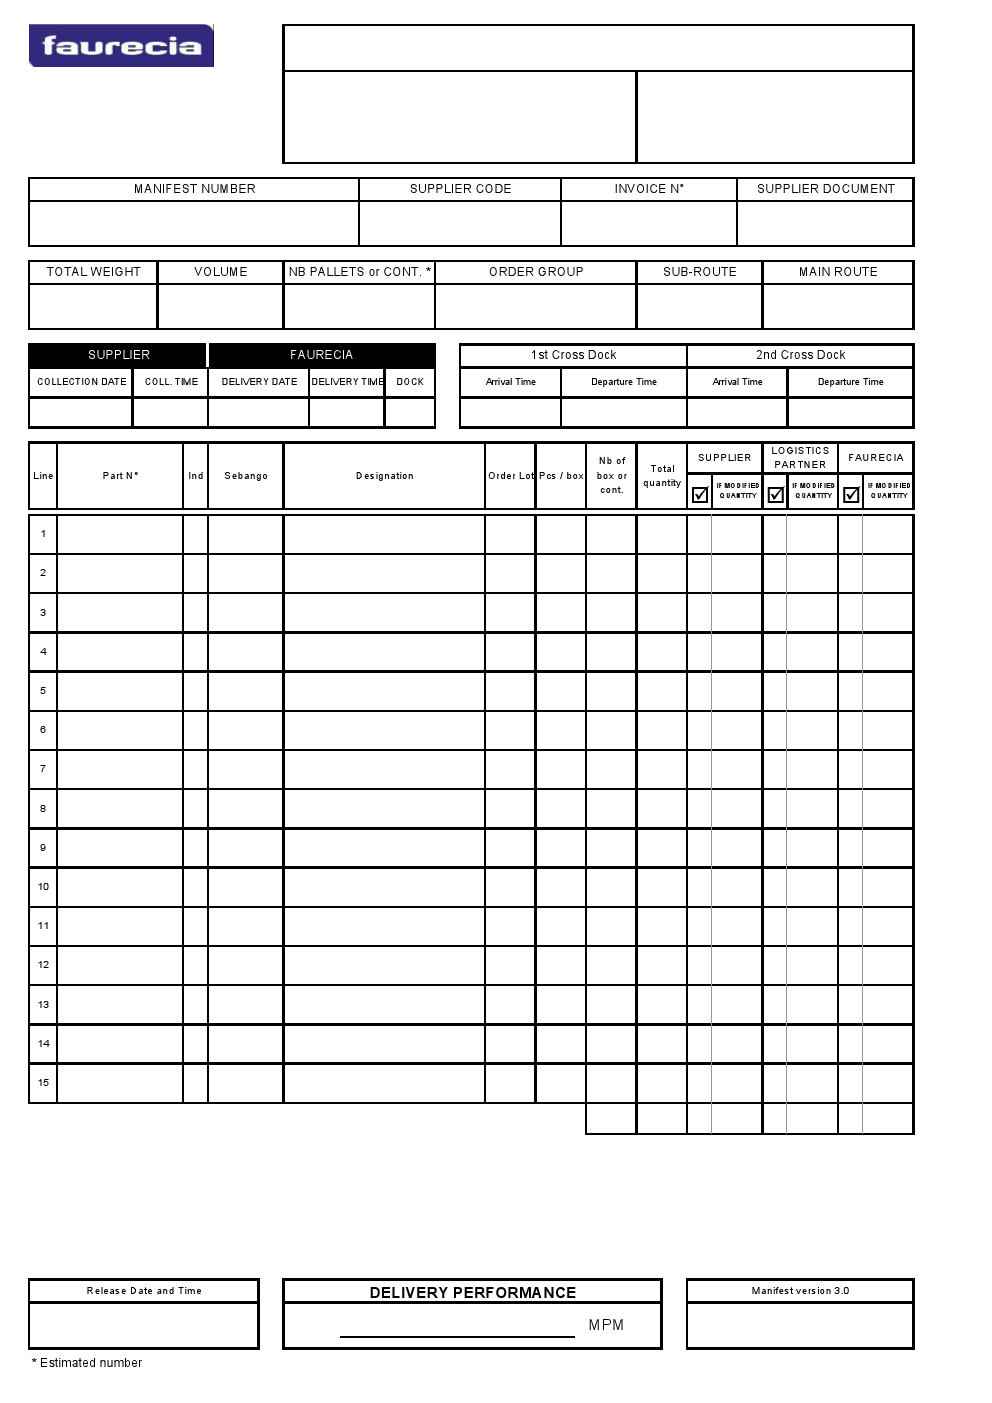 faurecia
MANIFEST NUMBER SUPPLIER CODE INVOICE N° SUPPLIER DOCUMENT
TOTAL WEIGHT VOLUME NB PALLETS or CONT. * ORDER GROUP SUB-ROUTE MAIN ROUTE
SUPPLIER FAURECIA 1st Cross Dock 2nd Cross Dock
COLLECTION DATE COLL. TIME DELIVERY DATE DELIVERY TIME DOCK Arrival Time Departure Time Arrival Time Departure Time
Line Part N° Ind Sebango Designation Order Lot Pcs / box
Nb of
box or
cont.
Total
quantity
SUPPLIER
LOGISTICS
PARTNER
FAURECIA
IF MODIFIED
QUANTITY
IF MODIFIED
QUANTITY
IF MODIFIED
QUANTITY
1
2
3
4
5
6
7
8
9
10
11
12
13
14
15
Release Date and Time DELIVERY PERFORMANCE Manifest version 3.0
MPM
* Estimated number